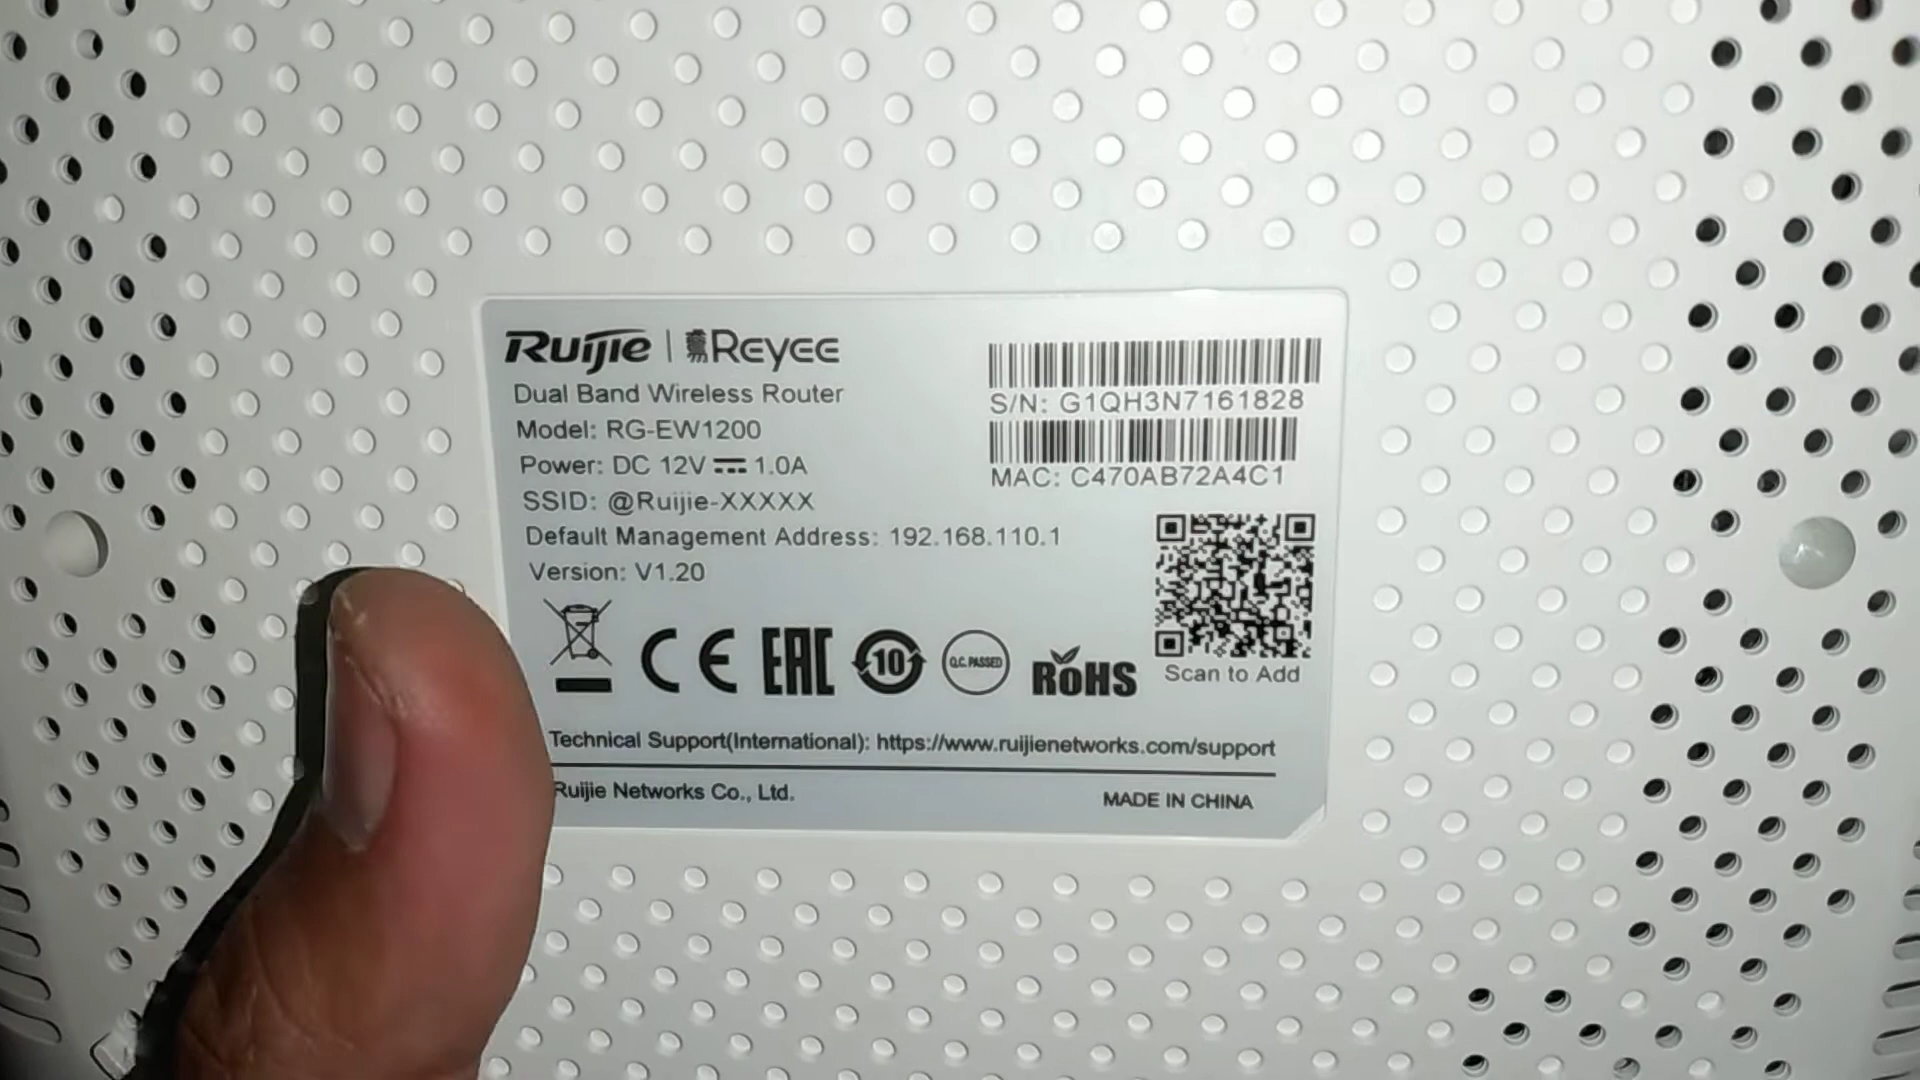 Ruijie | Reyee
Dual Band Wireless Router
Model: RG-EW1200
Power: DC 12V ⎓ 1.0A
SSID: @Ruijie-XXXXX
Default Management Address: 192.168.110.1
Version: V1.20
S/N: G1QH3N7161828
MAC: C470AB72A4C1
Scan to Add
CE EAC 10 Q.C. PASSED RoHS
Technical Support(International): https://www.ruijienetworks.com/support
Ruijie Networks Co., Ltd.
MADE IN CHINA